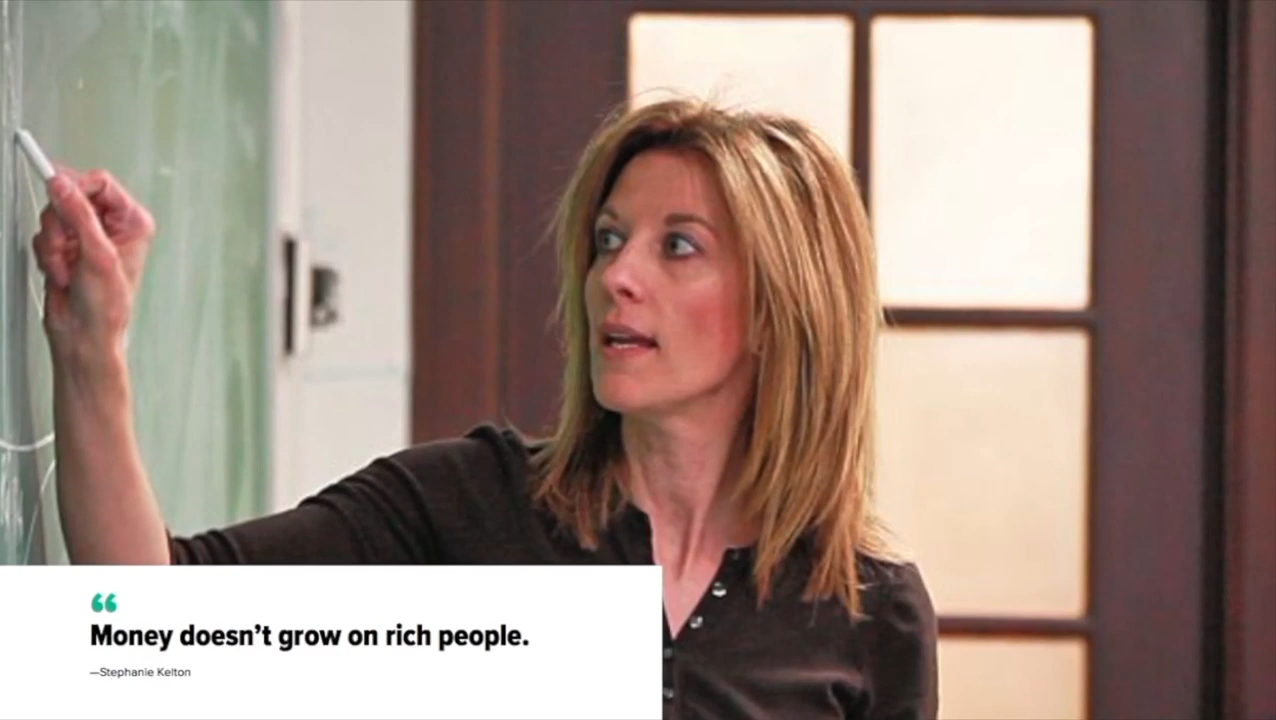 “
Money doesn’t grow on rich people.
—Stephanie Kelton